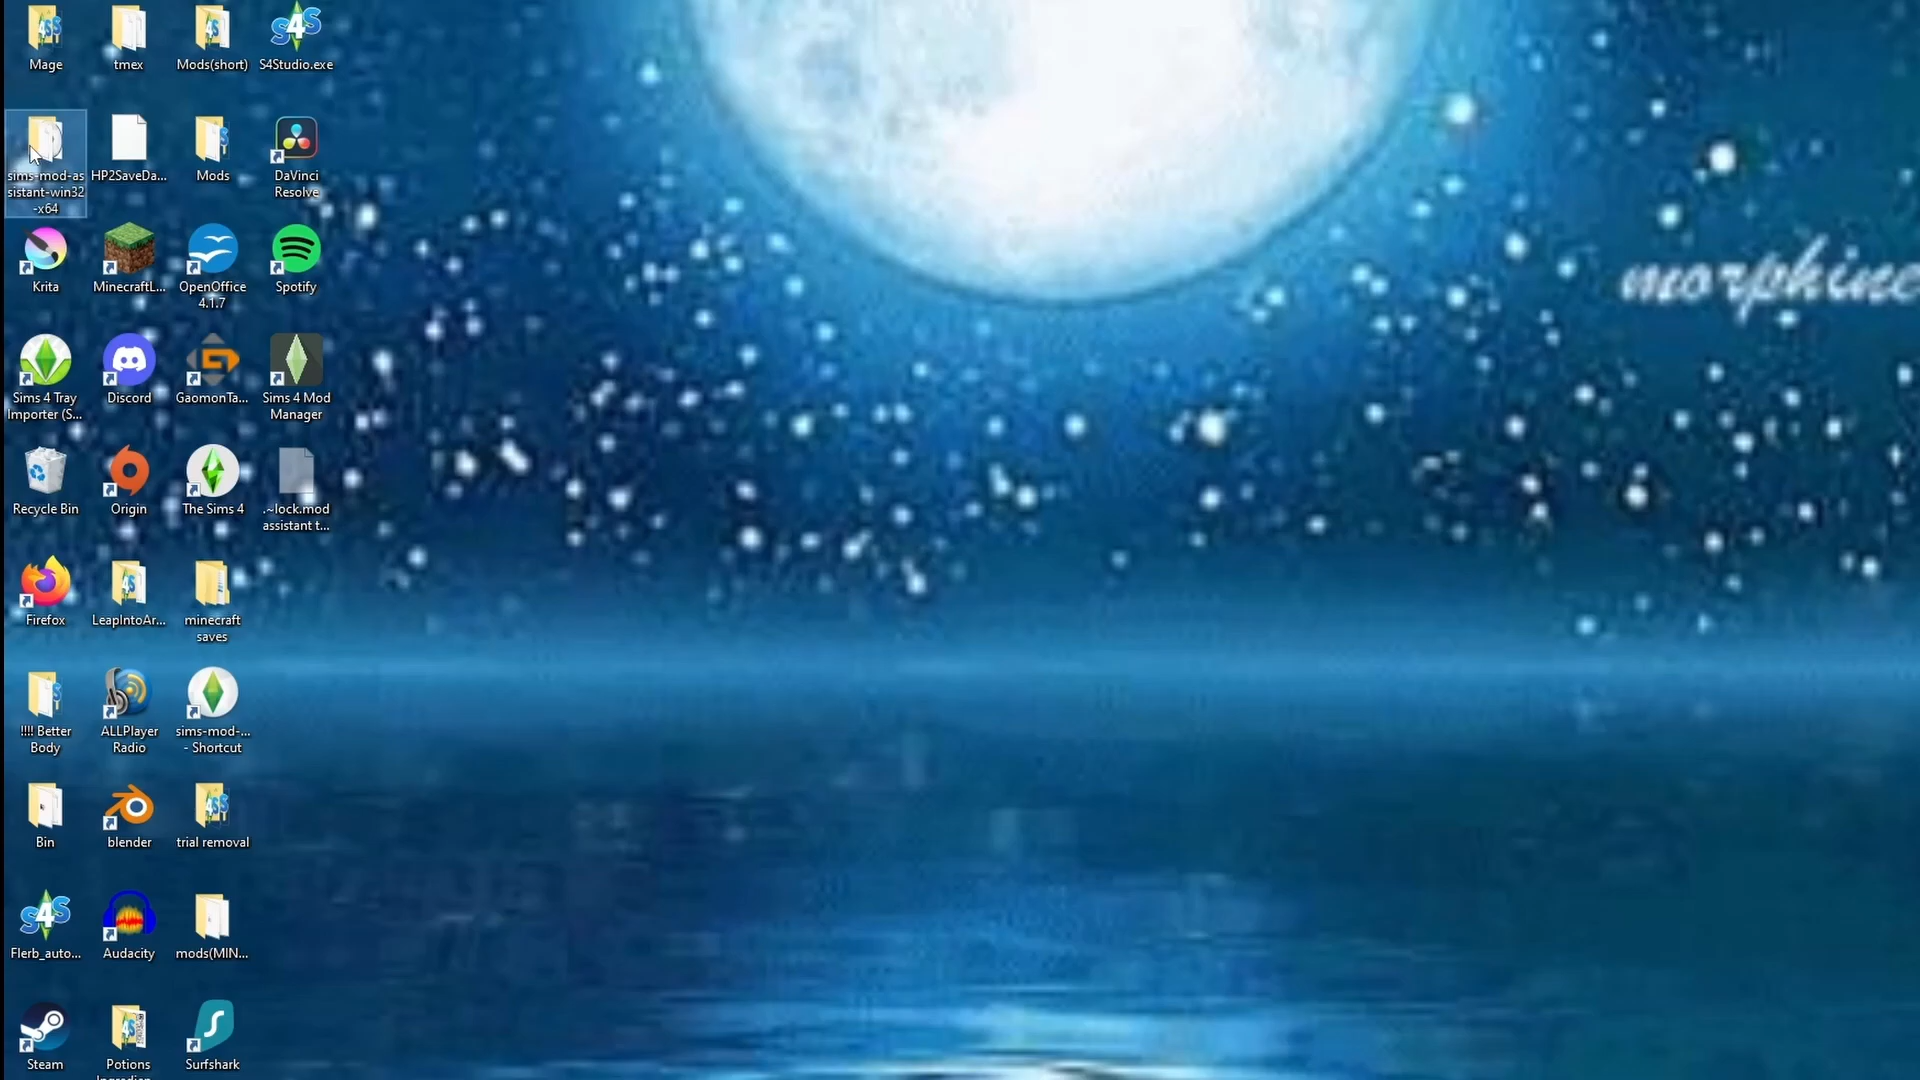 Mage
tmex
Mods(short)
S4Studio.exe
sims-mod-as
sistant-win32
-x64
HP2SaveDa...
Mods
DaVinci
Resolve
Krita
MinecraftL...
OpenOffice
4.1.7
Spotify
Sims 4 Tray
Importer (S...
Discord
GaomonTa...
Sims 4 Mod
Manager
Recycle Bin
Origin
The Sims 4
.~lock.mod
assistant t...
Firefox
LeapIntoAr...
minecraft
saves
!!!! Better
Body
ALLPlayer
Radio
sims-mod-...
- Shortcut
Bin
blender
trial removal
Flerb_auto...
Audacity
mods(MIN...
Steam
Potions
Surfshark
morphine